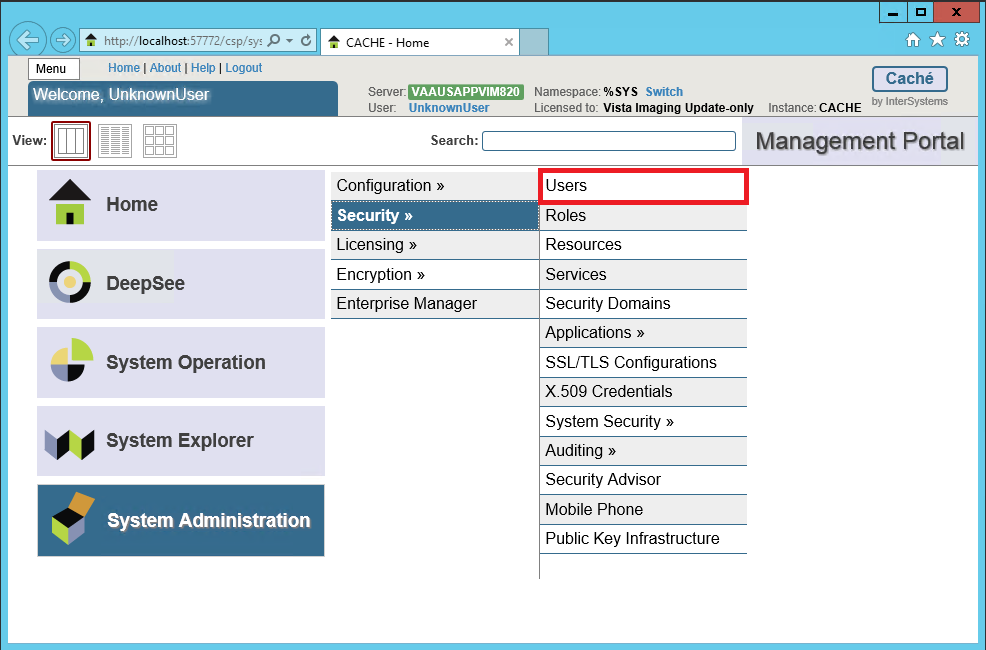 http://localhost:57772/csp/sy
CACHE - Home
Menu
Home | About | Help | Logout
Welcome, UnknownUser
Server: VAAUSAPPVIM820 Namespace: %SYS Switch
User: UnknownUser Licensed to: Vista Imaging Update-only Instance: CACHE
Caché
by InterSystems
View:
Search:
Management Portal
Home
DeepSee
System Operation
System Explorer
System Administration
Configuration »
Security »
Licensing »
Encryption »
Enterprise Manager
Users
Roles
Resources
Services
Security Domains
Applications »
SSL/TLS Configurations
X.509 Credentials
System Security »
Auditing »
Security Advisor
Mobile Phone
Public Key Infrastructure